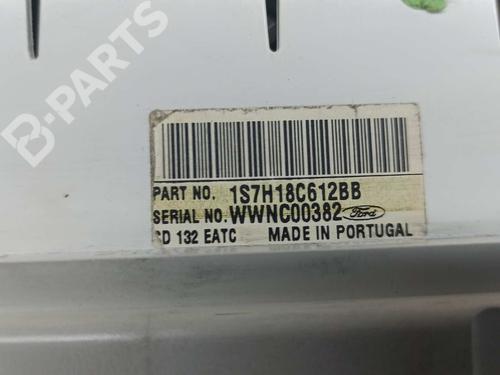 B-PARTS
PART NO. 1S7H18C612BB
SERIAL NO. WWNC00382 Ford
CD 132 EATC MADE IN PORTUGAL